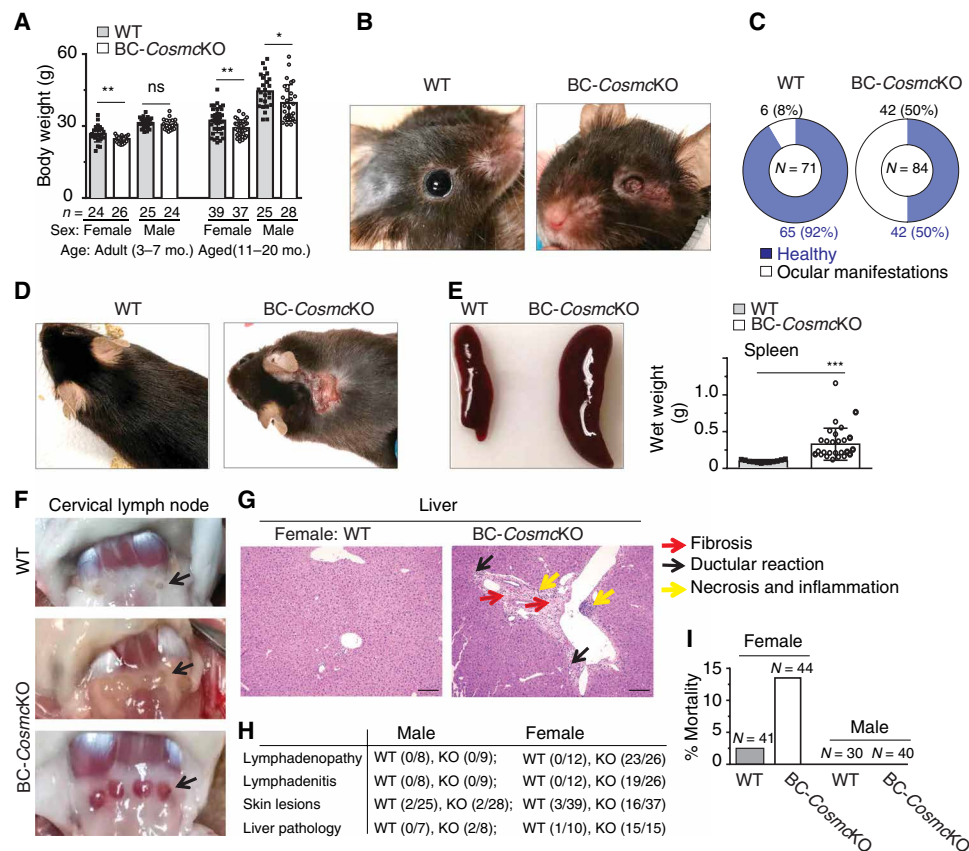 A
WT
BC-CosmcKO
Body weight (g)
60
30
0
**
ns
**
*
n = 24 26 25 24 39 37 25 28
Sex: Female Male Female Male
Age: Adult (3–7 mo.) Aged(11–20 mo.)
B
WT BC-CosmcKO
C
WT BC-CosmcKO
6 (8%) 42 (50%)
N = 71 N = 84
65 (92%) 42 (50%)
Healthy
Ocular manifestations
D
WT BC-CosmcKO
E
WT BC-CosmcKO
WT
BC-CosmcKO
Spleen
***
Wet weight
(g)
1.0
0.5
0
F
Cervical lymph node
WT
BC-CosmcKO
G
Liver
Female: WT BC-CosmcKO
Fibrosis
Ductular reaction
Necrosis and inflammation
H
Male Female
Lymphadenopathy WT (0/8), KO (0/9); WT (0/12), KO (23/26)
Lymphadenitis WT (0/8), KO (0/9); WT (0/12), KO (19/26)
Skin lesions WT (2/25), KO (2/28); WT (3/39), KO (16/37)
Liver pathology WT (0/7), KO (2/8); WT (1/10), KO (15/15)
I
Female
% Mortality
15
10
5
0
N = 44
N = 41
Male
N = 30 N = 40
WT BC-CosmcKO WT BC-CosmcKO